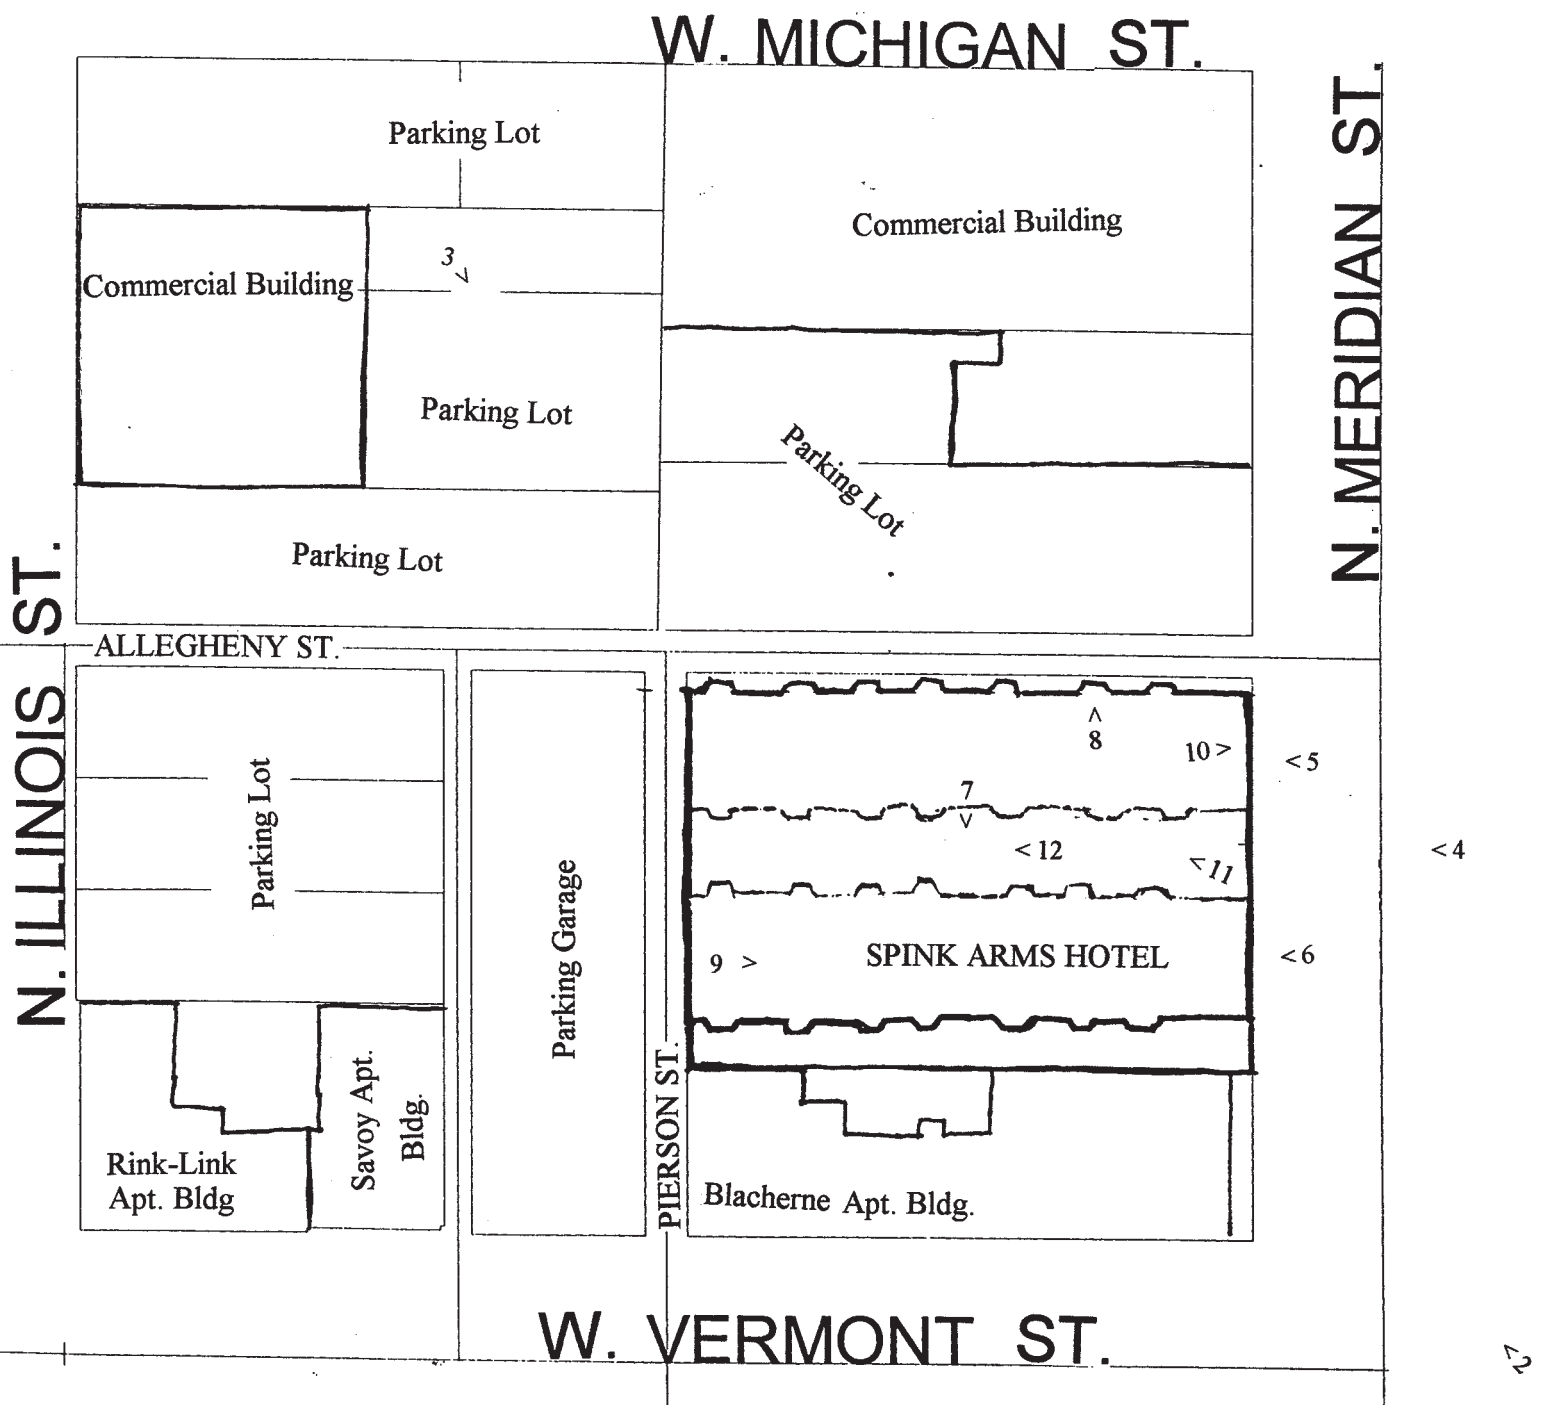 W. MICHIGAN ST.
N. MERIDIAN ST.
Parking Lot
Commercial Building
3 >
Commercial Building
Parking Lot
Parking Lot
Parking Lot
N. ILLINOIS ST.
ALLEGHENY ST.
Parking Lot
Parking Garage
PIERSON ST.
^
8
10 >
< 5
7
v
< 12
< 11
< 4
9 >
SPINK ARMS HOTEL
< 6
Rink-Link
Apt. Bldg
Savoy Apt.
Bldg.
Blacherne Apt. Bldg.
W. VERMONT ST.
<2